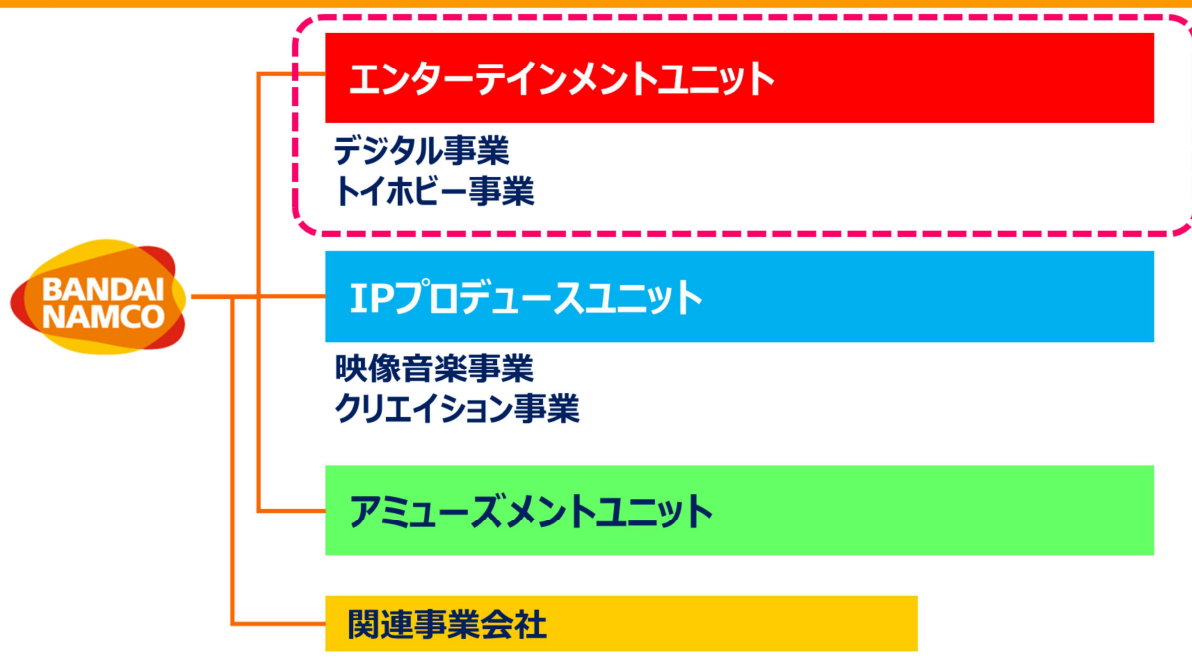 エンターテインメントユニット
デジタル事業
トイホビー事業
BANDAI
NAMCO
IPプロデュースユニット
映像音楽事業
クリエイション事業
アミューズメントユニット
関連事業会社